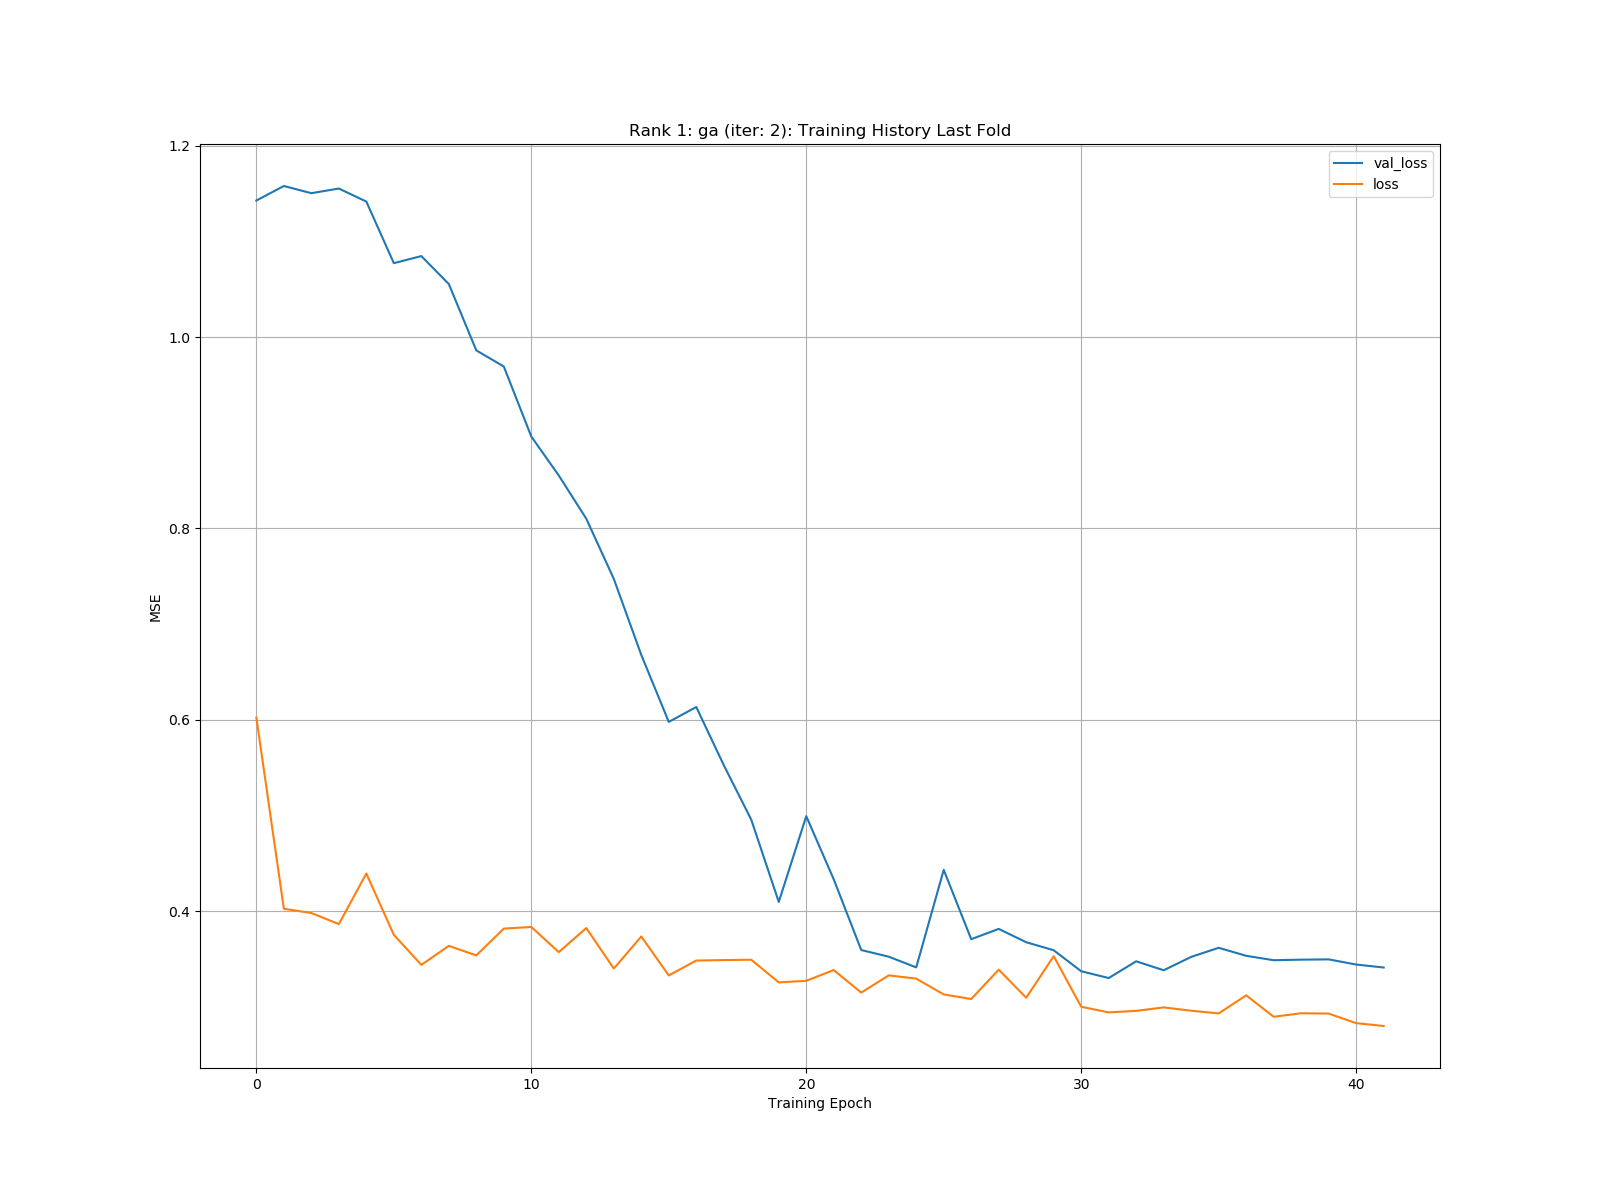 Rank 1: ga (iter: 2): Training History Last Fold
val_loss
loss
1.2
1.0
0.8
0.6
0.4
MSE
0 10 20 30 40
Training Epoch